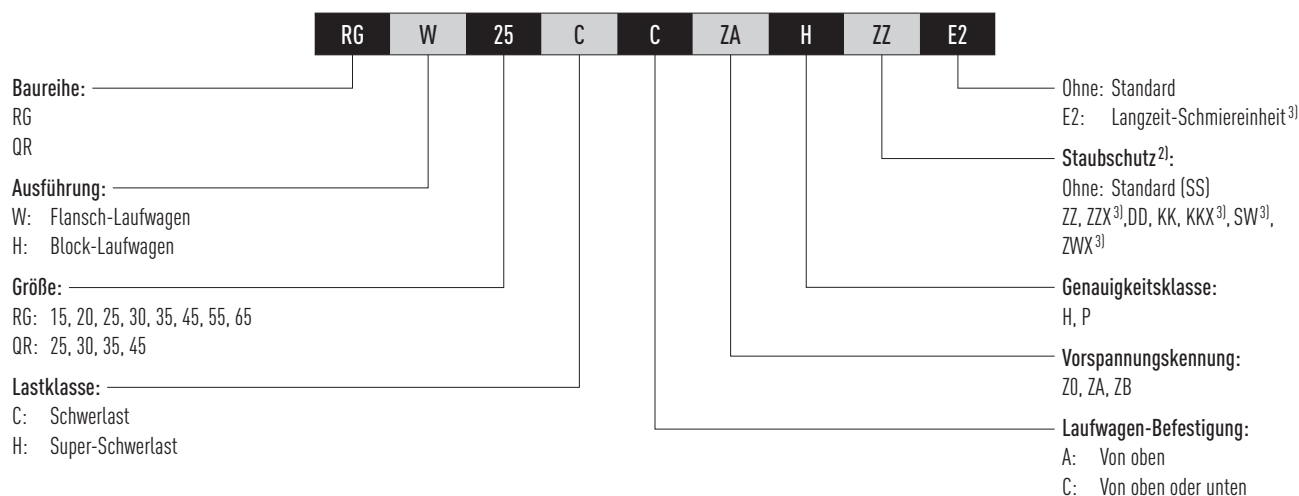 RG W 25 C C ZA H ZZ E2
Baureihe:
RG
QR
Ausführung:
W: Flansch-Laufwagen
H: Block-Laufwagen
Größe:
RG: 15, 20, 25, 30, 35, 45, 55, 65
QR: 25, 30, 35, 45
Lastklasse:
C: Schwerlast
H: Super-Schwerlast
Ohne: Standard
E2: Langzeit-Schmiereinheit 3)
Staubschutz 2):
Ohne: Standard (SS)
ZZ, ZZX 3),DD, KK, KKX 3), SW 3),
ZWX 3)
Genauigkeitsklasse:
H, P
Vorspannungskennung:
Z0, ZA, ZB
Laufwagen-Befestigung:
A: Von oben
C: Von oben oder unten